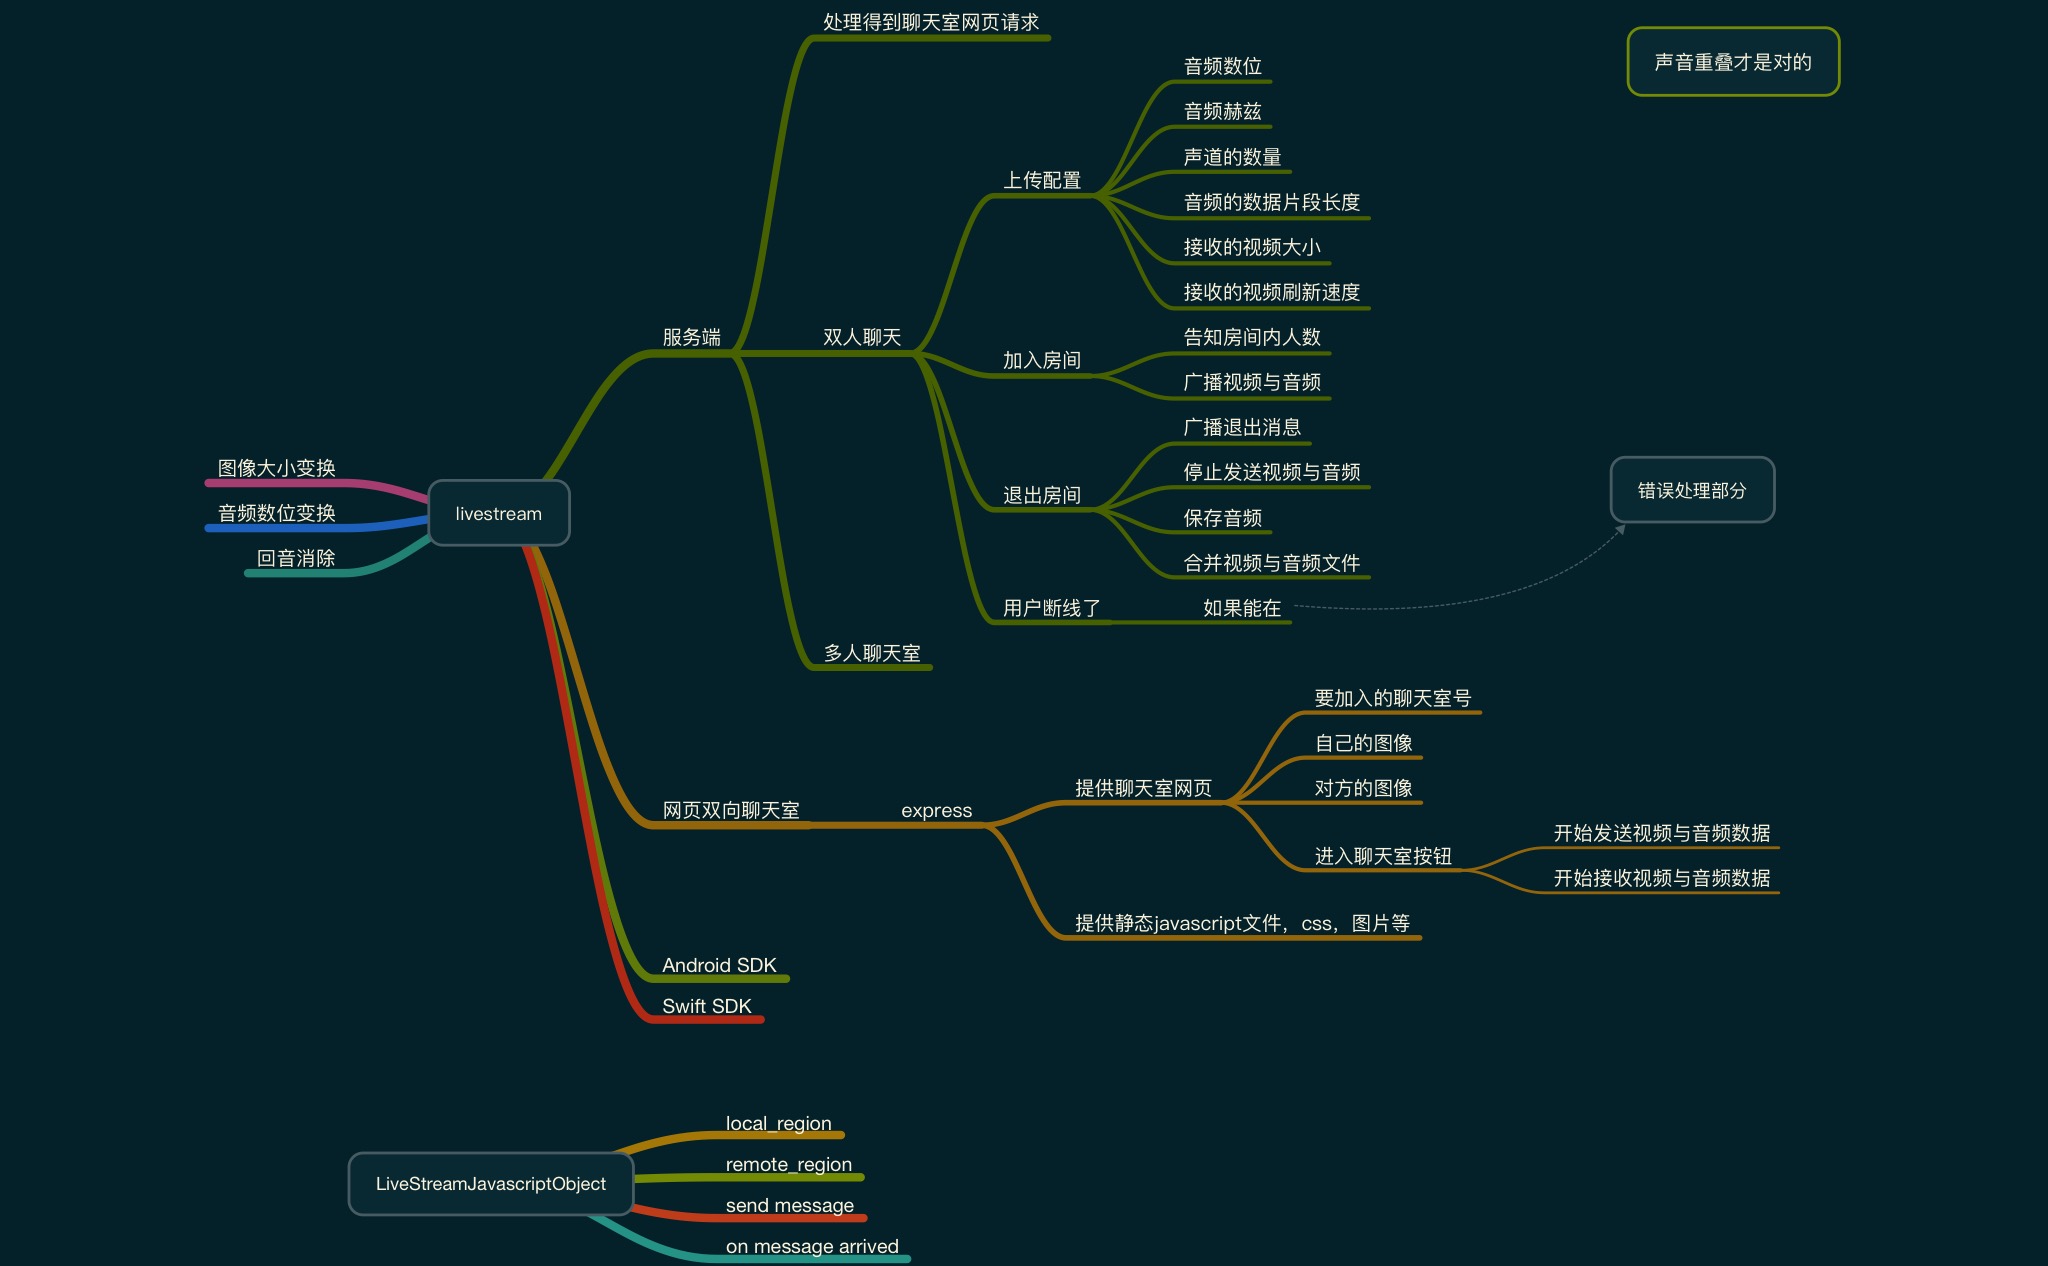 处理得到聊天室网页请求
声音重叠才是对的
音频数位
音频赫兹
声道的数量
上传配置
音频的数据片段长度
接收的视频大小
接收的视频刷新速度
服务端
双人聊天
告知房间内人数
加入房间
广播视频与音频
广播退出消息
停止发送视频与音频
退出房间
保存音频
合并视频与音频文件
错误处理部分
用户断线了
如果能在
多人聊天室
图像大小变换
音频数位变换
回音消除
livestream
要加入的聊天室号
自己的图像
提供聊天室网页
对方的图像
网页双向聊天室
express
进入聊天室按钮
开始发送视频与音频数据
开始接收视频与音频数据
提供静态javascript文件，css，图片等
Android SDK
Swift SDK
LiveStreamJavascriptObject
local_region
remote_region
send message
on message arrived